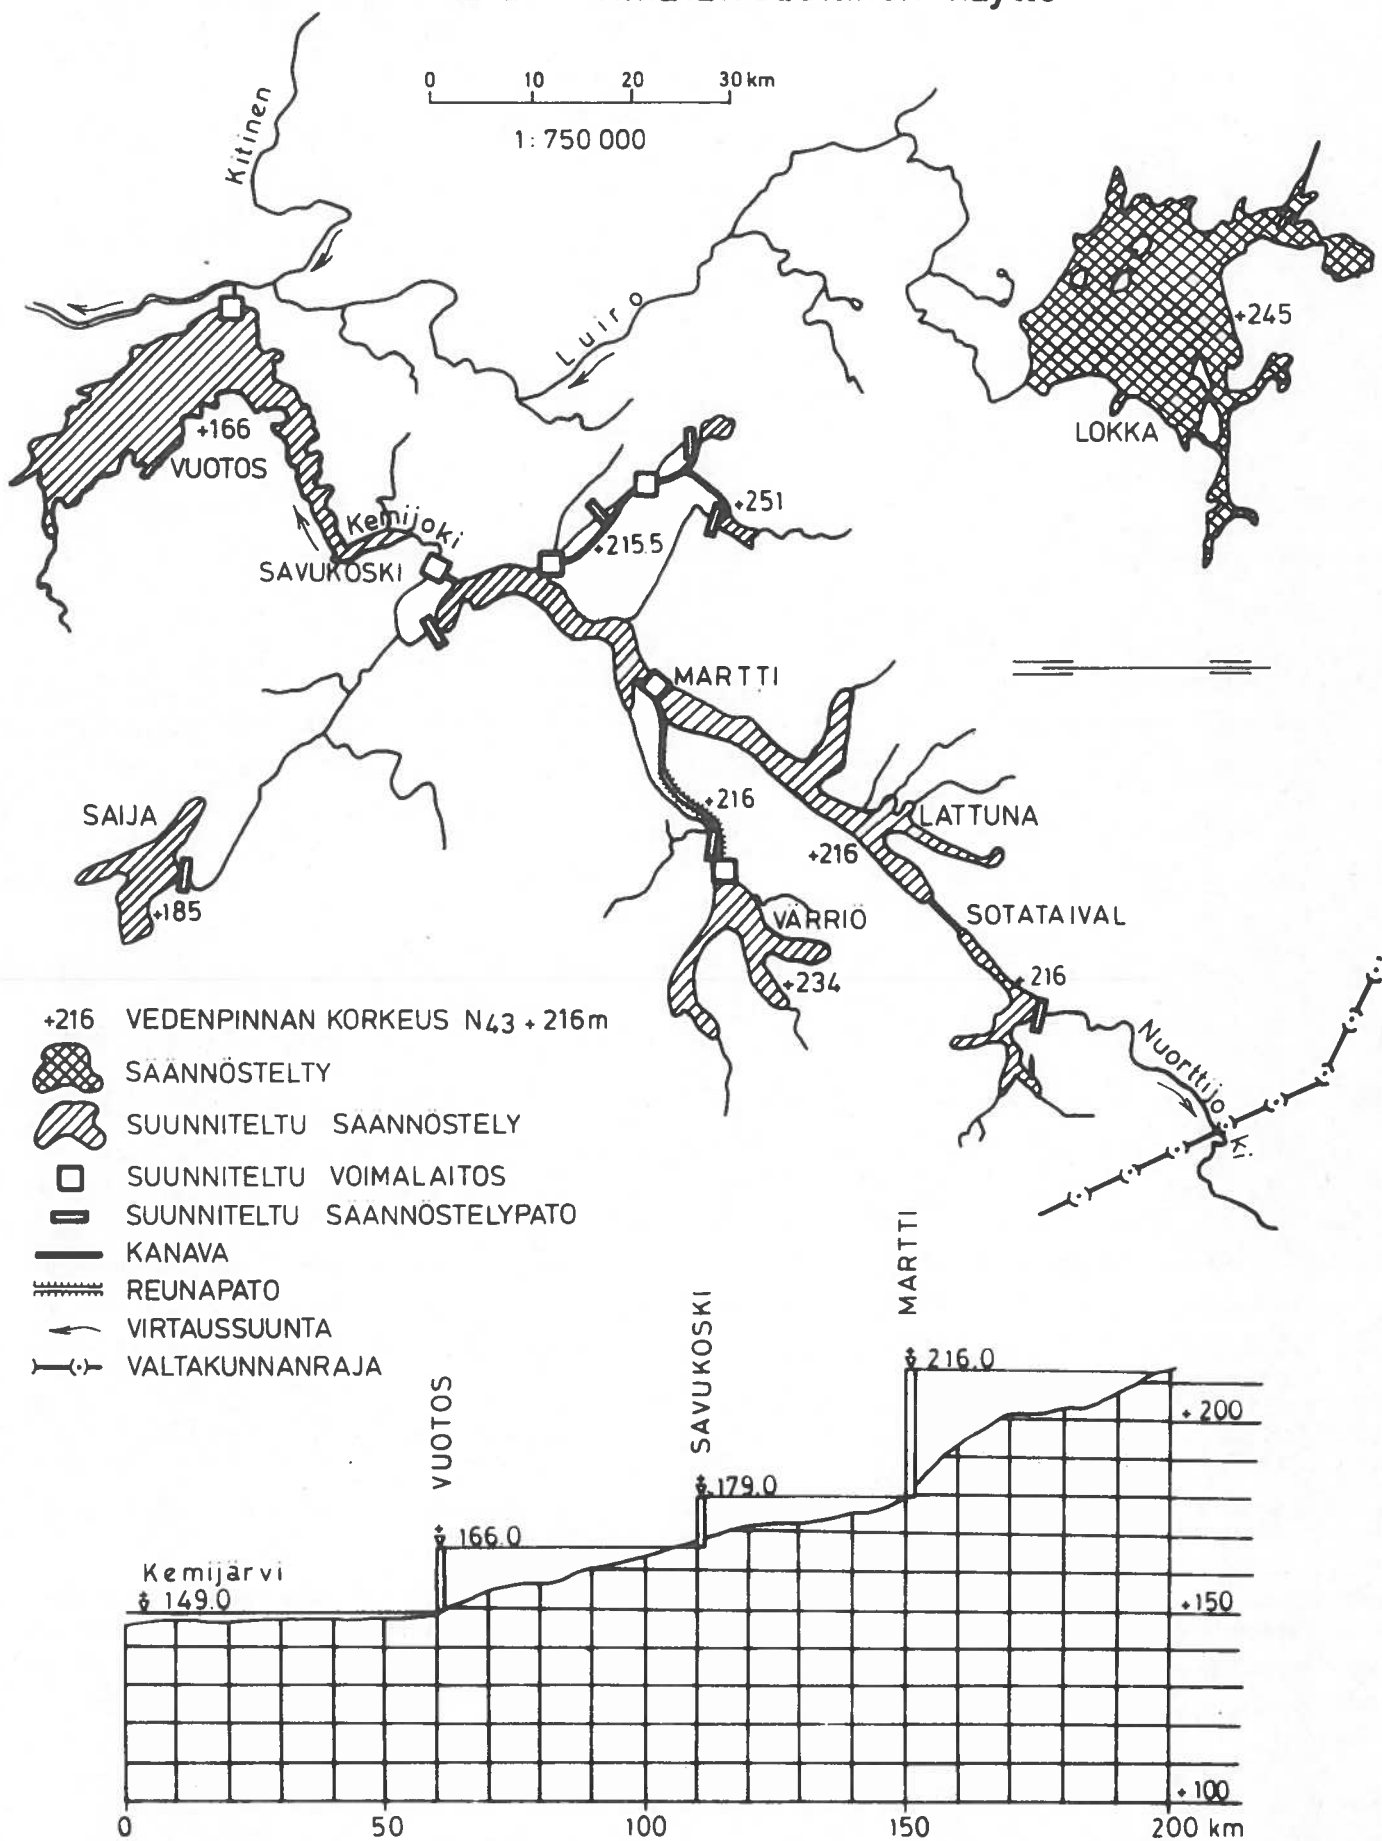 Kitinen
0 10 20 30 km
1: 750 000
Luiro
+245
LOKKA
+166
VUOTOS
Kemijoki
+251
+215.5
SAVUKOSKI
MARTTI
SAIJA
+216
LATTUNA
+216
+185
VÄRRIÖ
SOTATAIVAL
+234
+216
Nuorttijoki
+216 VEDENPINNAN KORKEUS N43 + 216m
SÄÄNNÖSTELTY
SUUNNITELTU SÄÄNNÖSTELY
SUUNNITELTU VOIMALAITOS
SUUNNITELTU SÄÄNNÖSTELYPATO
KANAVA
REUNAPATO
VIRTAUSSUUNTA
VALTAKUNNANRAJA
VUOTOS
SAVUKOSKI
MARTTI
+216.0
+200
+179.0
+166.0
Kemijärvi
+149.0
+150
+100
0 50 100 150 200 km